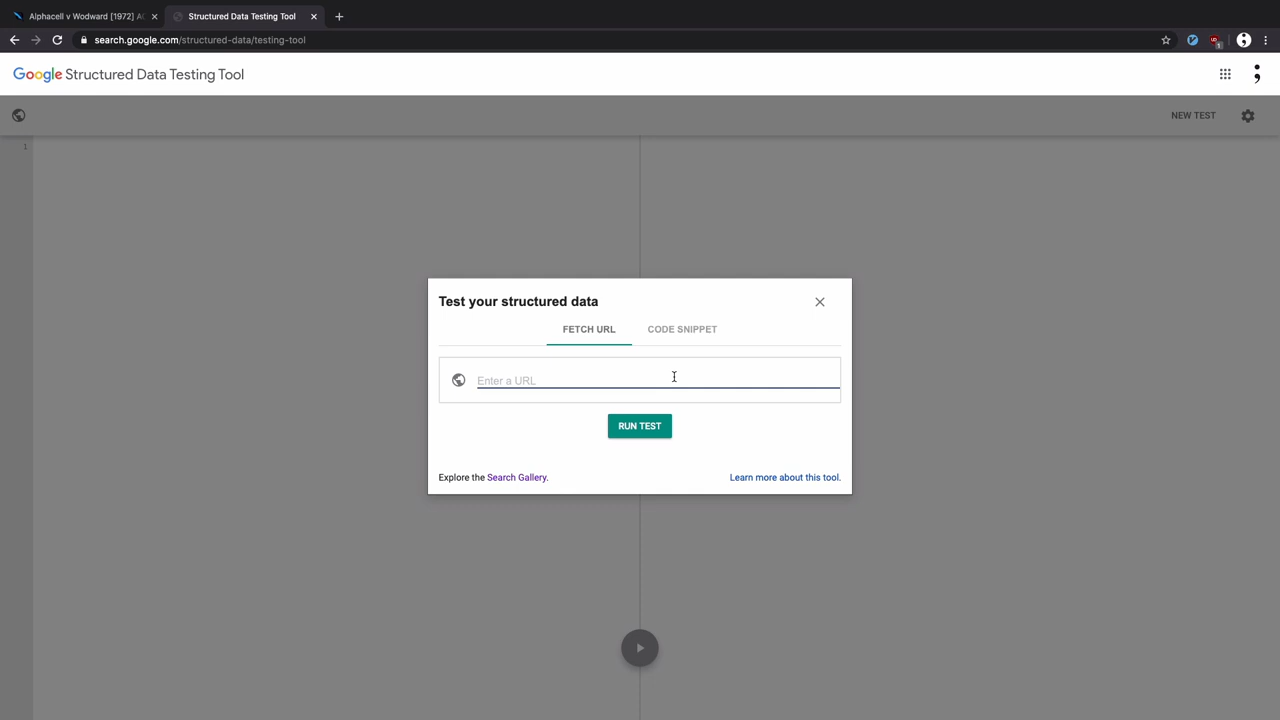 Alphacell v Wodward [1972] A
Structured Data Testing Tool
search.google.com/structured-data/testing-tool
1
Google Structured Data Testing Tool
NEW TEST
1
Test your structured data
FETCH URL
CODE SNIPPET
Enter a URL
RUN TEST
Explore the Search Gallery.
Learn more about this tool.